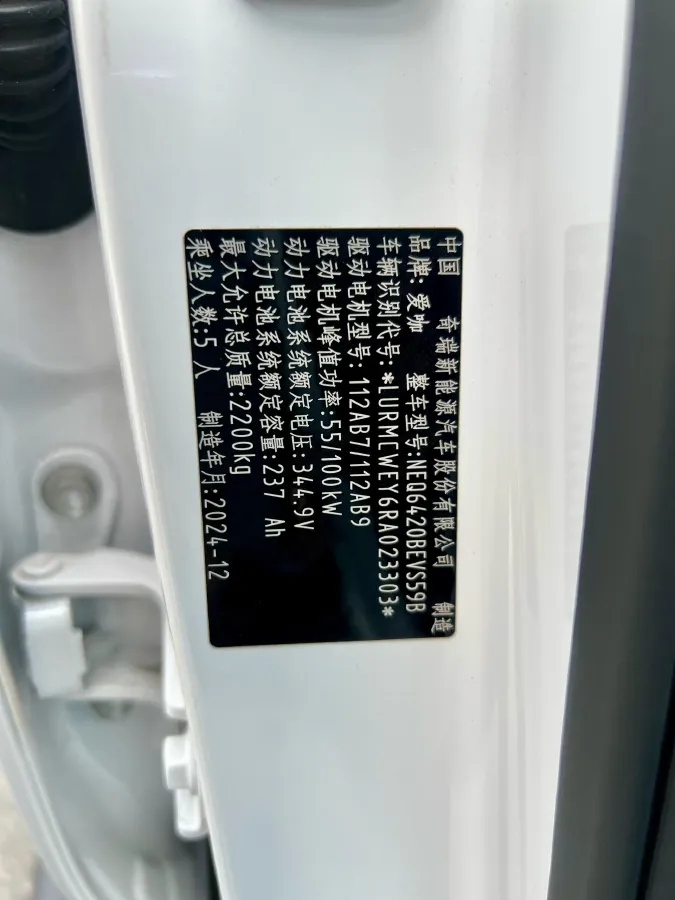 中国 奇瑞新能源汽车股份有限公司 制造
品牌:爱咖 整车型号:NEQ6420BEVS59B
车辆识别代号:*LURMCWEY6RA023303*
驱动电机型号:112AB7/112AB9
驱动电机峰值功率:55/100kW
动力电池系统额定电压:344.9V
动力电池系统额定容量:237 Ah
最大允许总质量:2200kg
乘坐人数:5 人 制造年月:2024-12